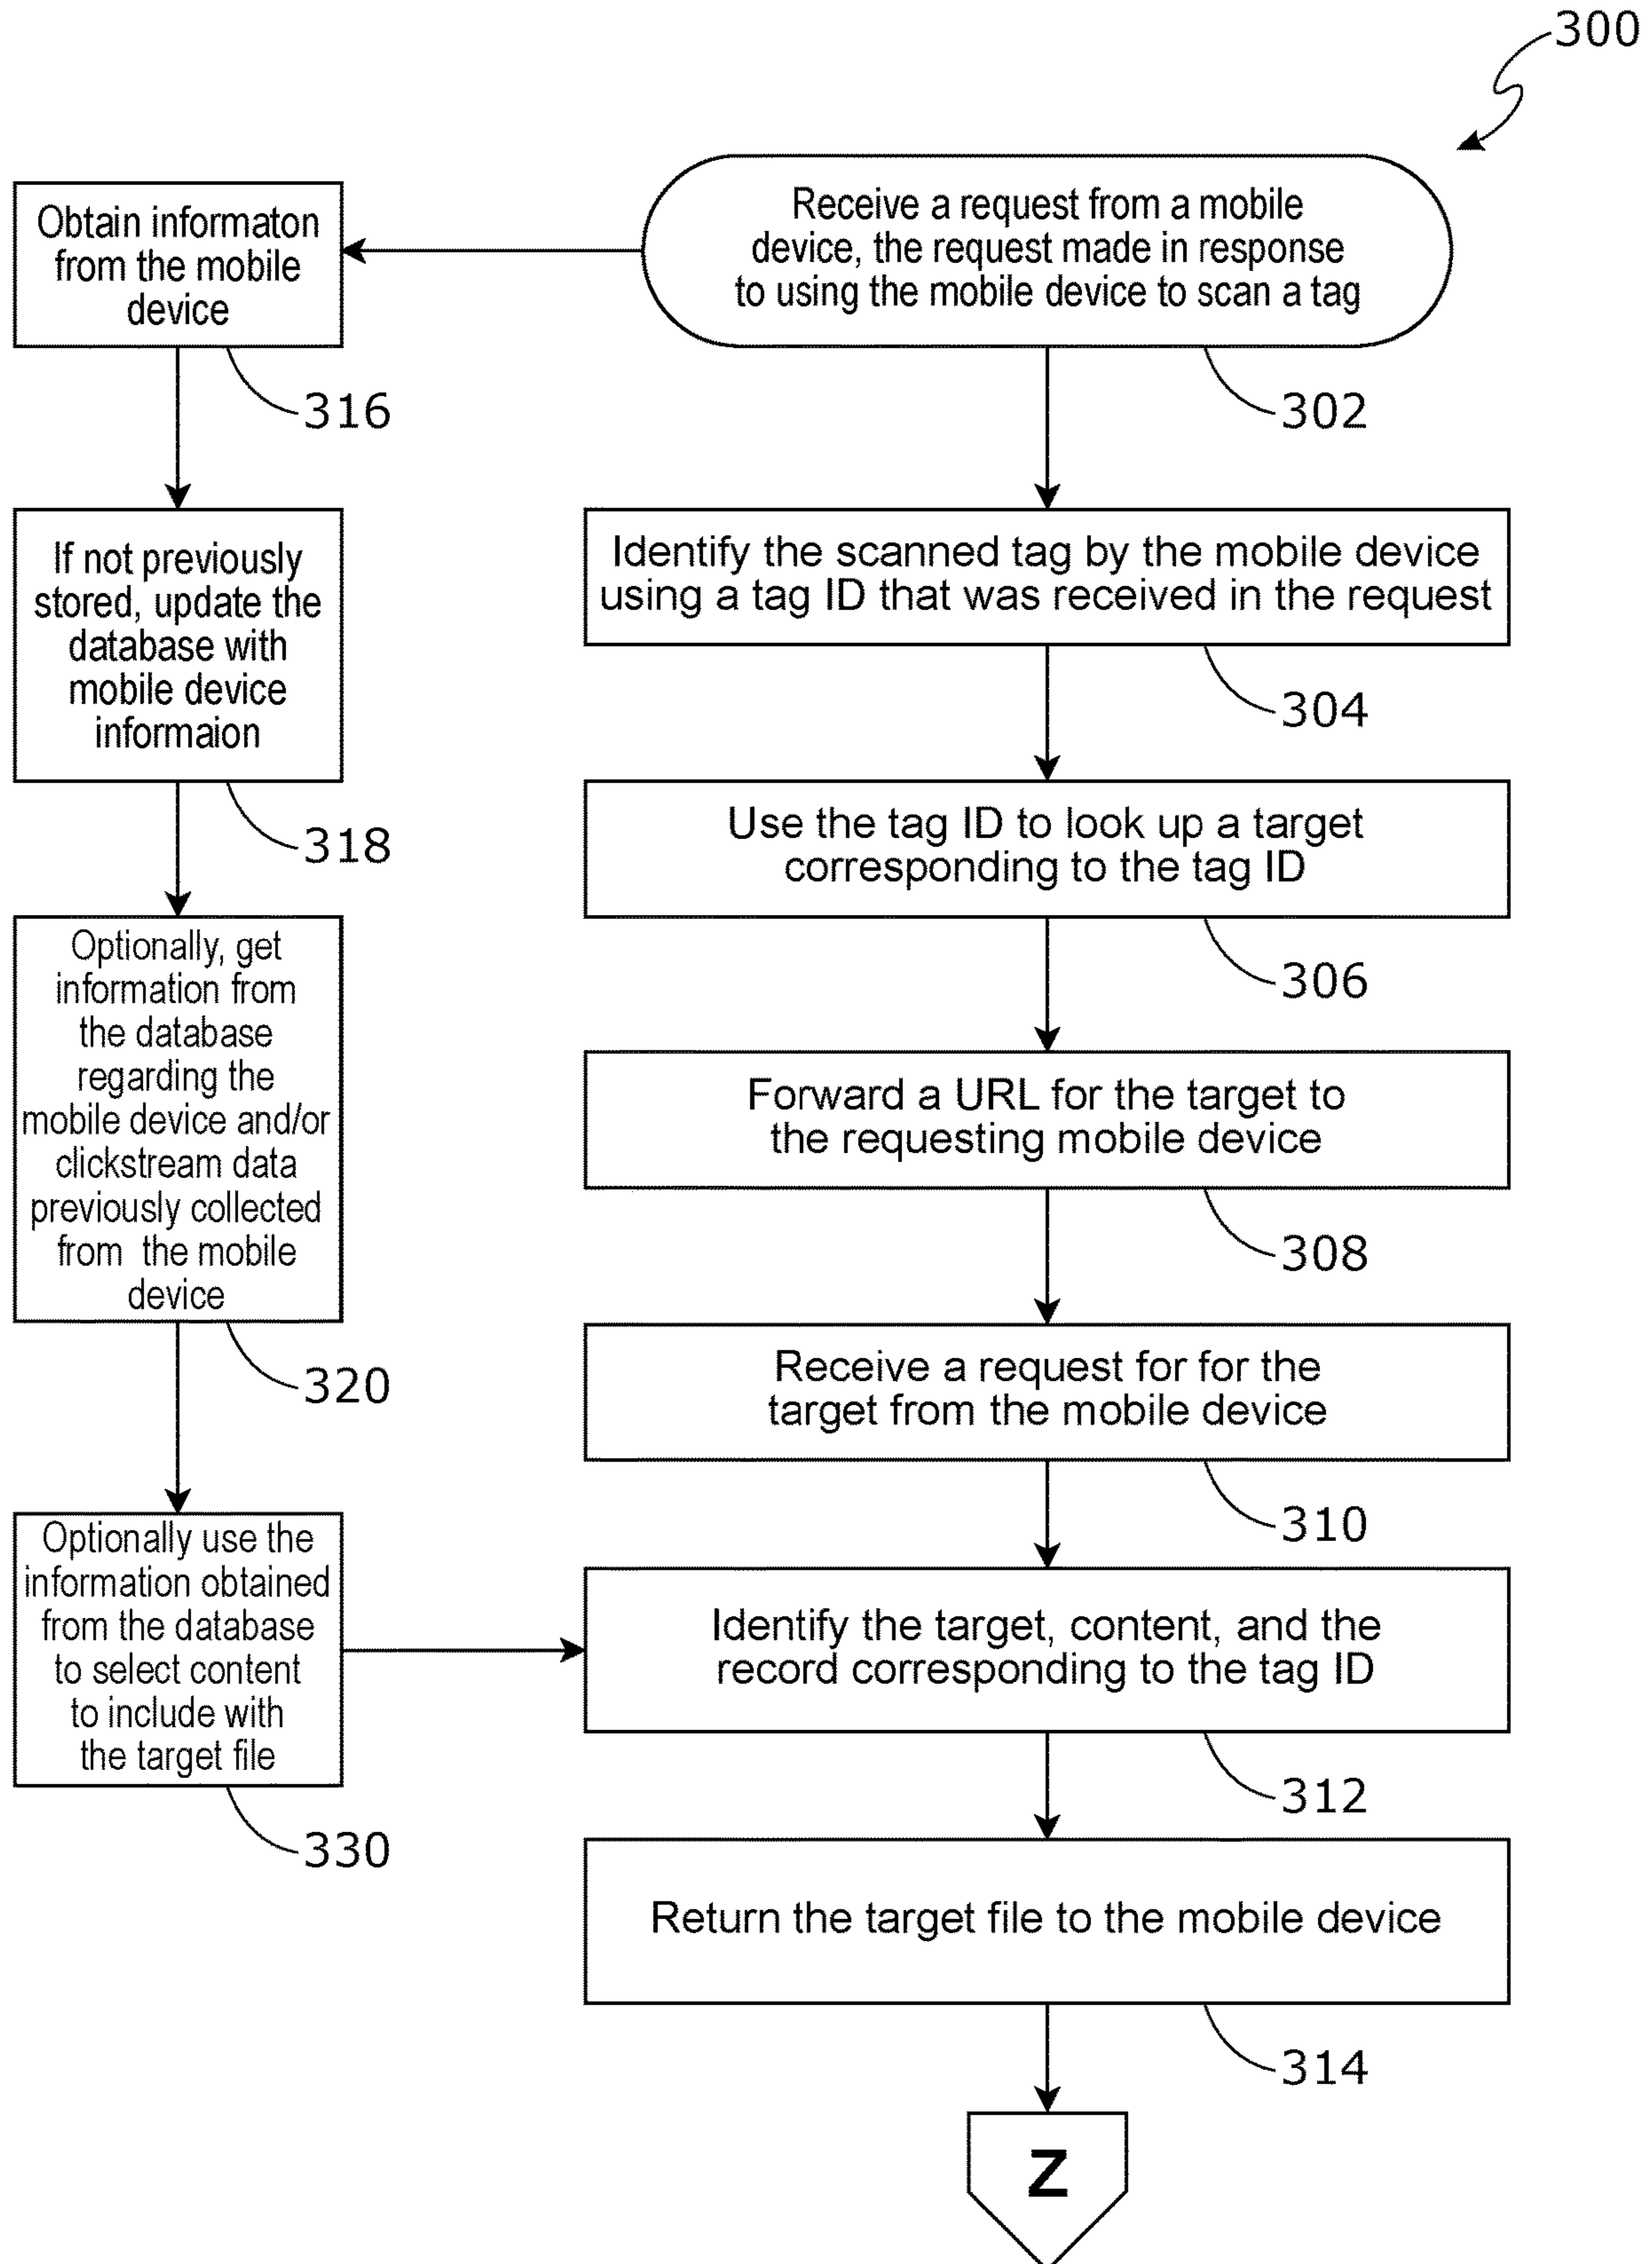 300
Receive a request from a mobile
device, the request made in response
to using the mobile device to scan a tag
302
Obtain informaton
from the mobile
device
316
Identify the scanned tag by the mobile device
using a tag ID that was received in the request
304
If not previously
stored, update the
database with
mobile device
informaion
318
Use the tag ID to look up a target
corresponding to the tag ID
306
Optionally, get
information from
the database
regarding the
mobile device and/or
clickstream data
previously collected
from the mobile
device
320
Forward a URL for the target to
the requesting mobile device
308
Receive a request for for the
target from the mobile device
310
Optionally use the
information obtained
from the database
to select content
to include with
the target file
330
Identify the target, content, and the
record corresponding to the tag ID
312
Return the target file to the mobile device
314
Z